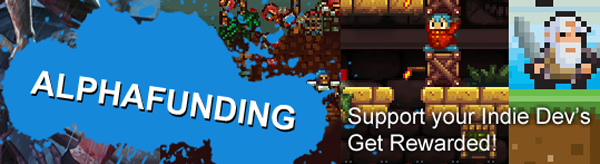 ALPHAFUNDING
Support your Indie Dev's
Get Rewarded!